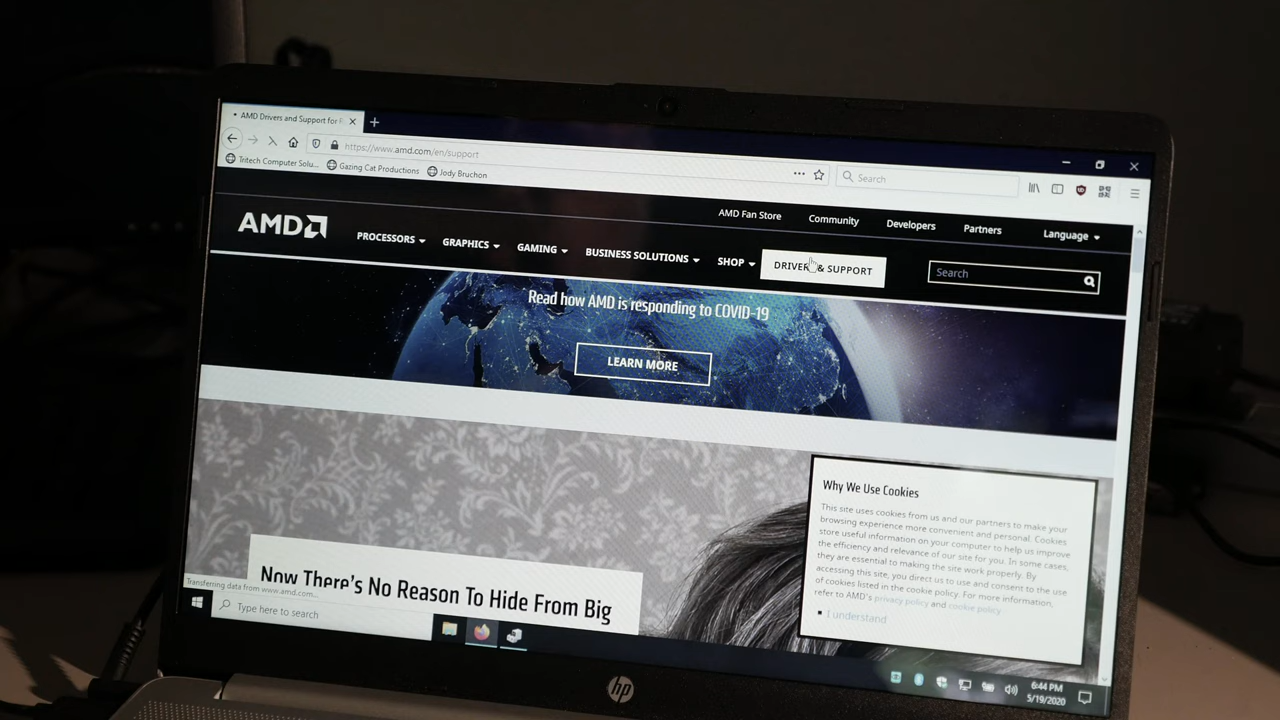 AMD Drivers and Support for
https://www.amd.com/en/support
Search
Tritech Computer Solu...
Gazing Cat Productions
Jody Bruchon
AMD Fan Store
Community
Developers
Partners
Language
AMD
PROCESSORS
GRAPHICS
GAMING
BUSINESS SOLUTIONS
SHOP
DRIVERS & SUPPORT
Search
Read how AMD is responding to COVID-19
LEARN MORE
Why We Use Cookies
This site uses cookies from us and our partners to make your
browsing experience more convenient and personal. Cookies
store useful information on your computer to help us improve
the efficiency and relevance of our site for you. In some cases,
they are essential to making the site work properly. By
accessing this site, you direct us to use and consent to the use
of cookies listed in the cookie policy. For more information,
refer to AMD's privacy policy and cookie policy.
I understand
Now There's No Reason To Hide From Big
Transferring data from www.amd.com...
Type here to search
6:44 PM
5/19/2020
hp